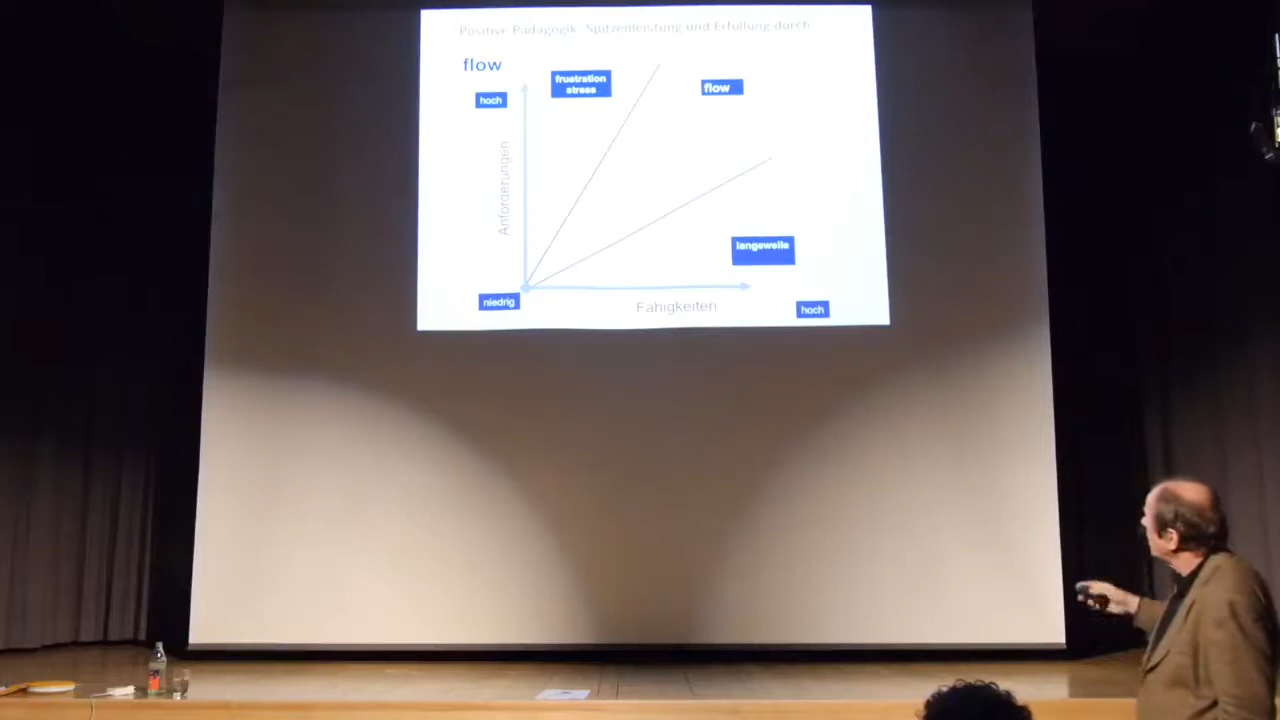 Positive Pädagogik: Spitzenleistung und Erfüllung durch
flow
frustration
stress
flow
hoch
Anforderungen
langeweile
niedrig
Fähigkeiten
hoch